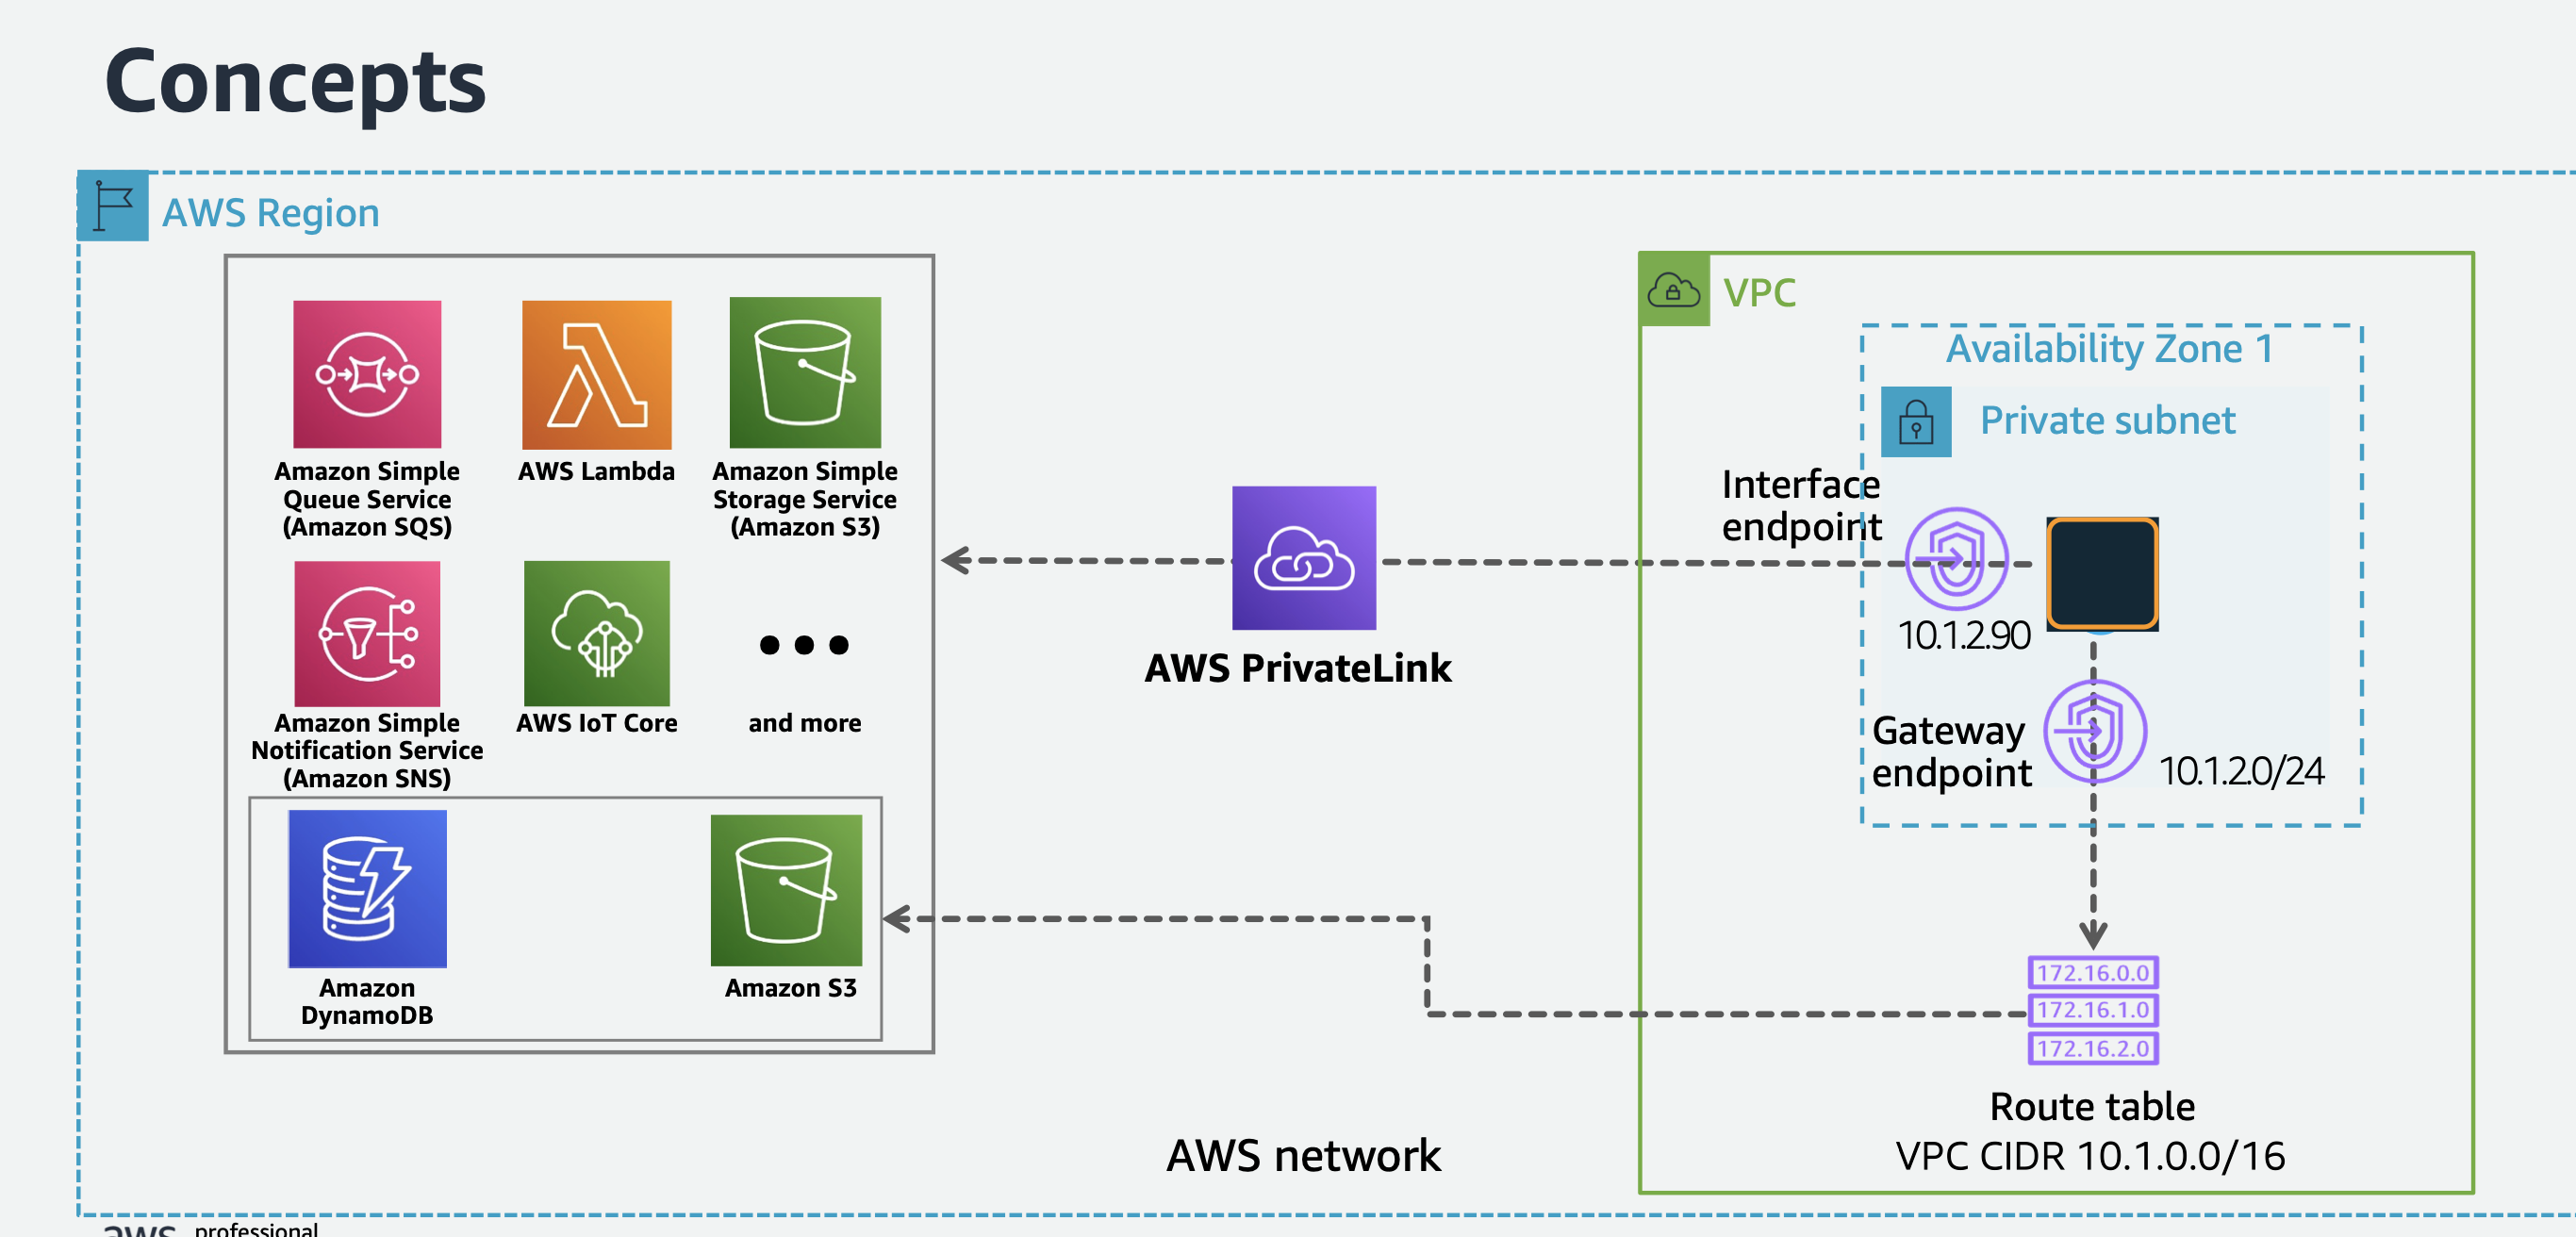 Concepts
AWS Region
Amazon Simple
Queue Service
(Amazon SQS)
AWS Lambda
Amazon Simple
Storage Service
(Amazon S3)
Amazon Simple
Notification Service
(Amazon SNS)
AWS IoT Core
and more
Amazon
DynamoDB
Amazon S3
AWS PrivateLink
AWS network
VPC
Availability Zone 1
Private subnet
Interface
endpoint
10.1.2.90
Gateway
endpoint
10.1.2.0/24
172.16.0.0
172.16.1.0
172.16.2.0
Route table
VPC CIDR 10.1.0.0/16
aws professional